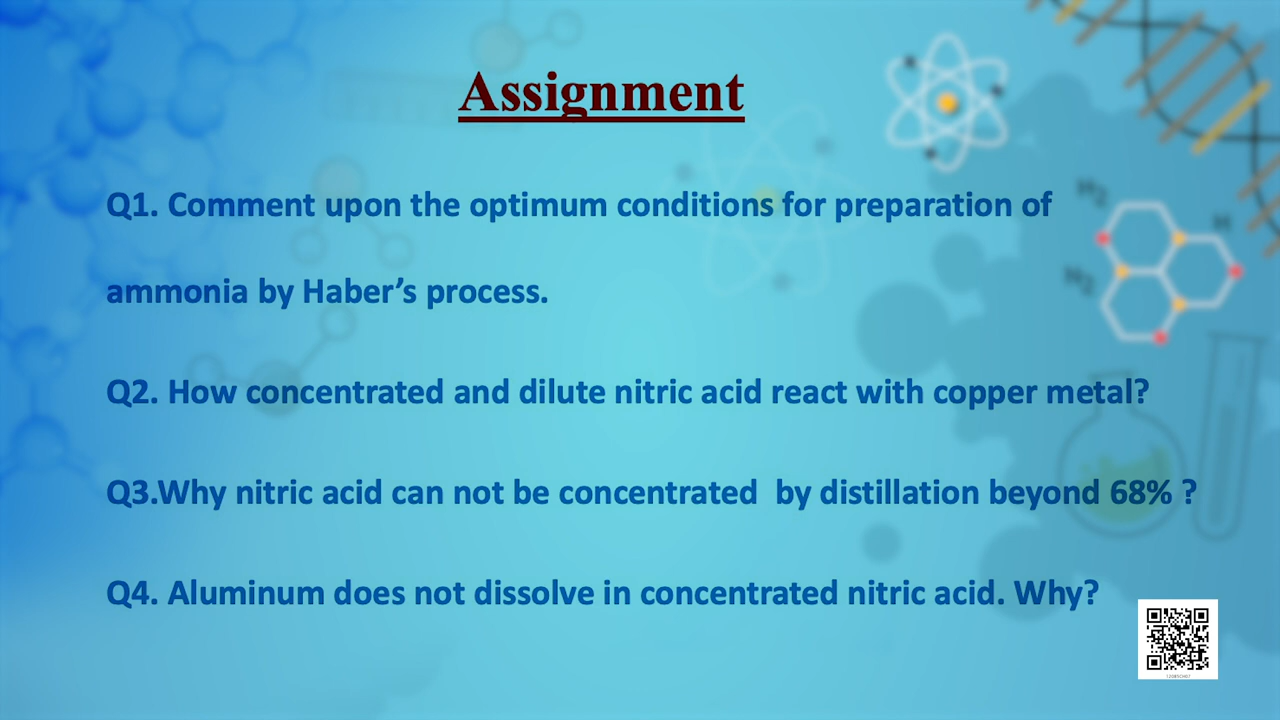 Assignment
Q1. Comment upon the optimum conditions for preparation of
ammonia by Haber’s process.
Q2. How concentrated and dilute nitric acid react with copper metal?
Q3.Why nitric acid can not be concentrated  by distillation beyond 68% ?
Q4. Aluminum does not dissolve in concentrated nitric acid. Why?